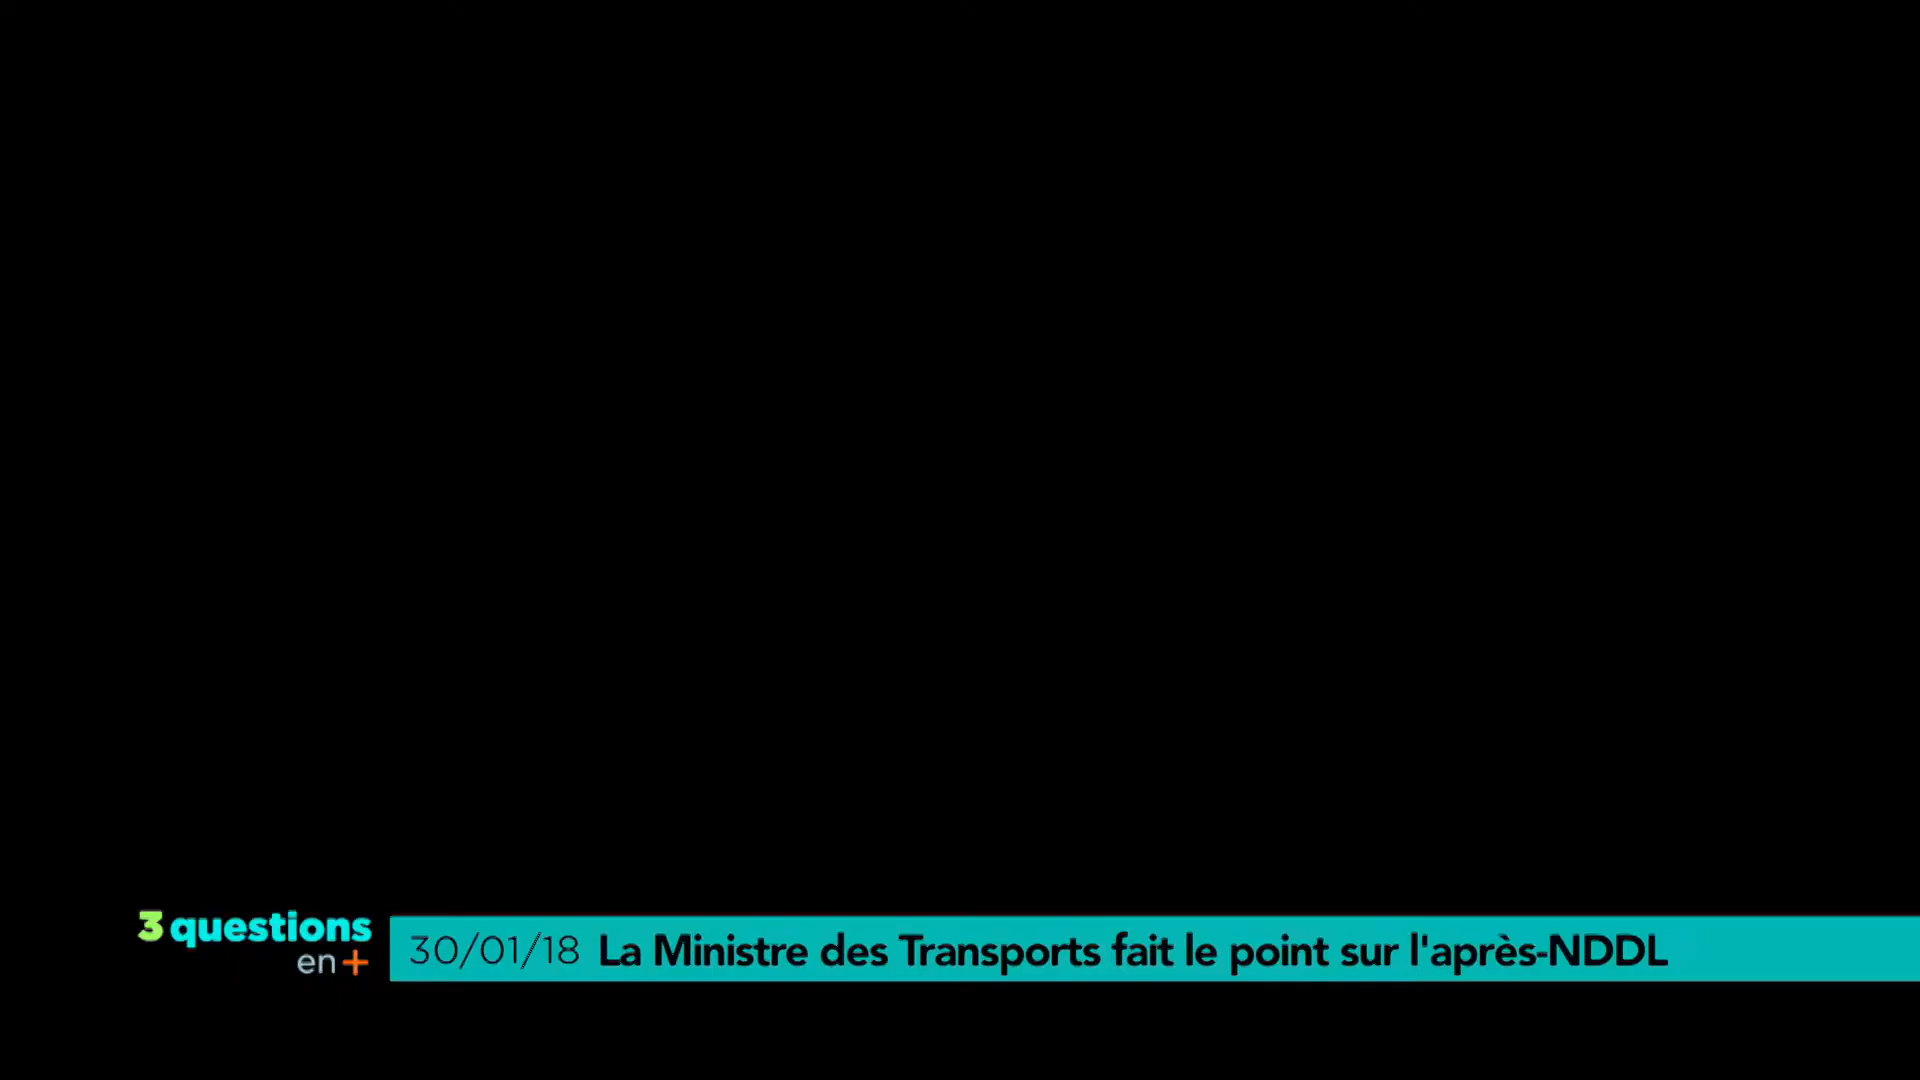 3 questions
en +
30/01/18 La Ministre des Transports fait le point sur l'après-NDDL